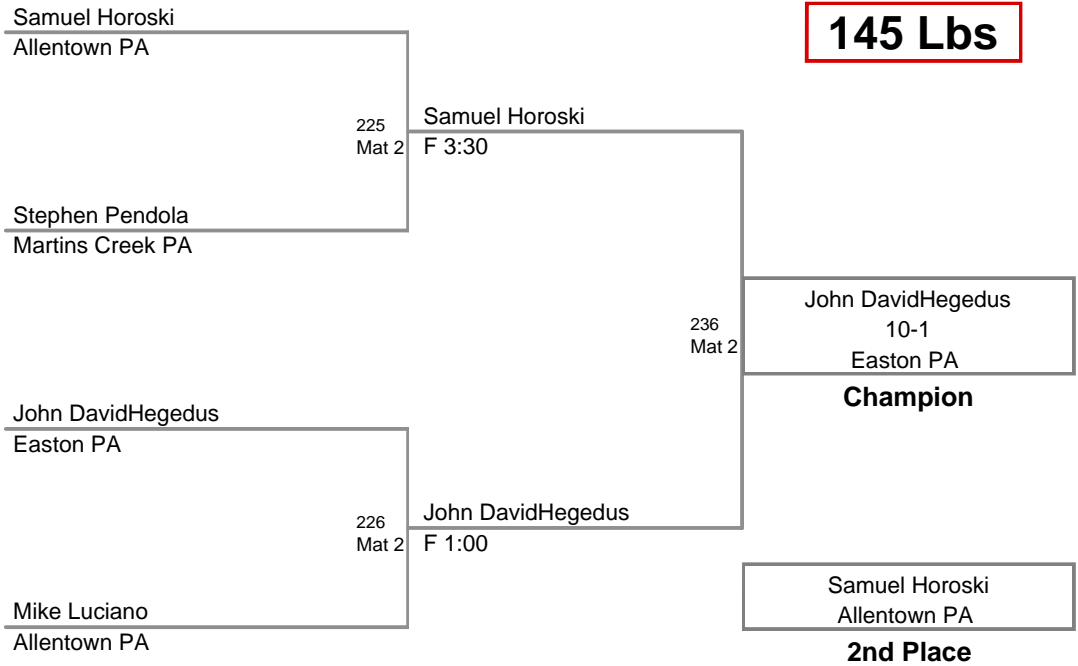 Samuel Horoski
Allentown PA
145 Lbs
225
Mat 2
Samuel Horoski
F 3:30
Stephen Pendola
Martins Creek PA
236
Mat 2
John DavidHegedus
10-1
Easton PA
Champion
John DavidHegedus
Easton PA
226
Mat 2
John DavidHegedus
F 1:00
Mike Luciano
Allentown PA
Samuel Horoski
Allentown PA
2nd Place